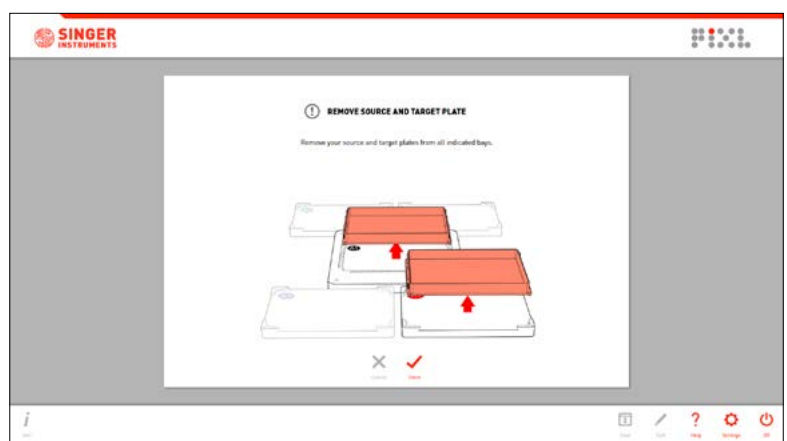 SINGER
INSTRUMENTS
PIXL
REMOVE SOURCE AND TARGET PLATE
Remove your source and target plates from all indicated bays.
Help
Settings
Off